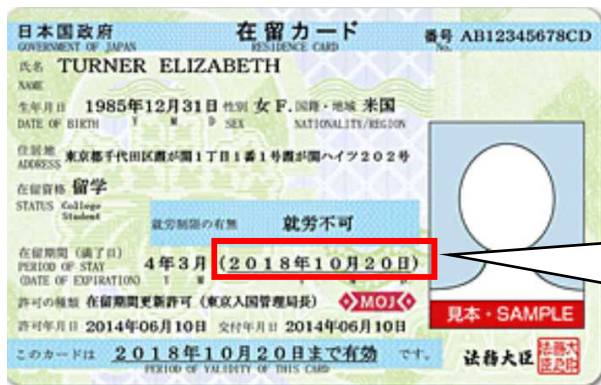 日本国政府 在留カード 番号 AB12345678CD
GOVERNMENT OF JAPAN RESIDENCE CARD No.
氏名 TURNER ELIZABETH
NAME
生年月日 1985年12月31日 性別 女 F. 国籍・地域 米国
DATE OF BIRTH Y M D SEX NATIONALITY/REGION
住居地 東京都千代田区霞が関1丁目1番1号霞が関ハイツ202号
ADDRESS
在留資格 留学
STATUS College
Student
就労制限の有無 就労不可
在留期間 (満了日) 4年3月 (2018年10月20日)
PERIOD OF STAY
(DATE OF EXPIRATION) Y M Y M D
許可の種類 在留期間更新許可 (東京入国管理局長) MOJ
許可年月日 2014年06月10日 交付年月日 2014年06月10日
見本・SAMPLE
このカードは 2018年10月20日まで有効 です。 法務大臣
PERIOD OF VALIDITY OF THIS CARD